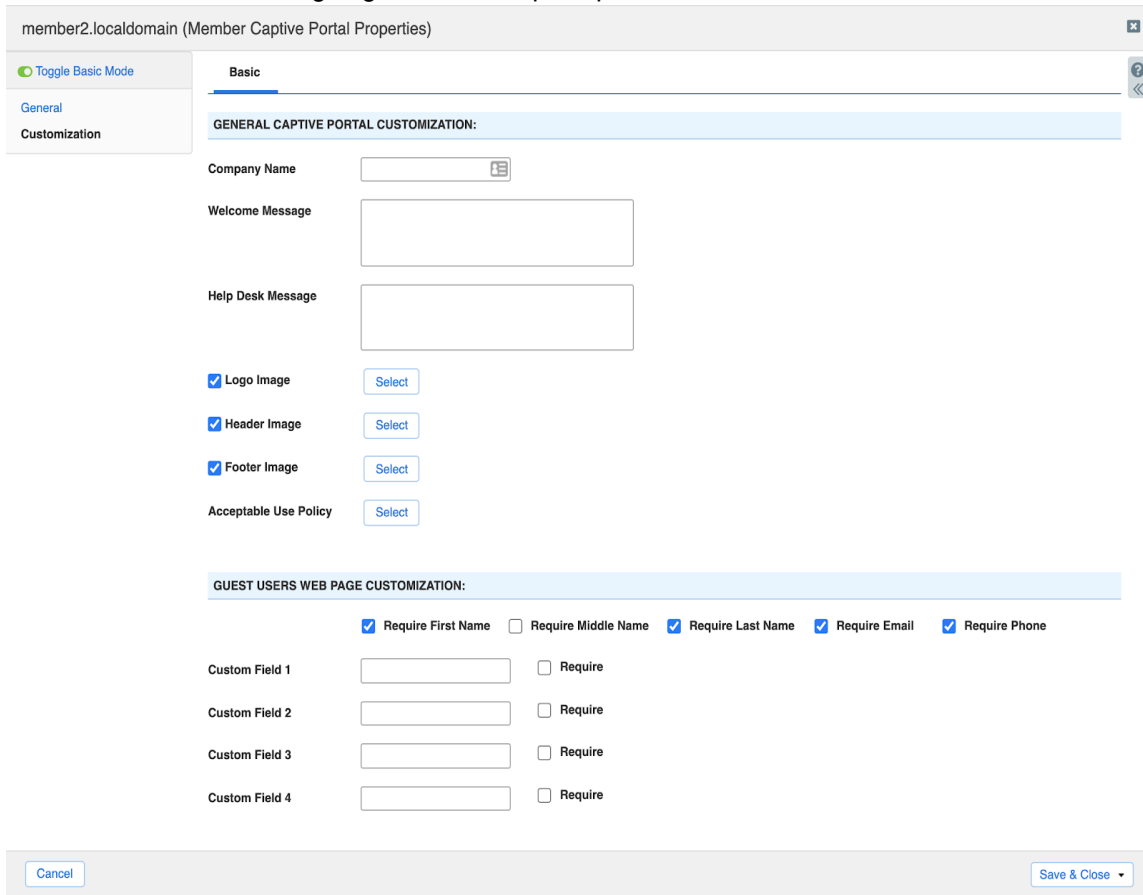 member2.localdomain (Member Captive Portal Properties)
Toggle Basic Mode
General
Customization
Basic
GENERAL CAPTIVE PORTAL CUSTOMIZATION:
Company Name
Welcome Message
Help Desk Message
Logo Image Select
Header Image Select
Footer Image Select
Acceptable Use Policy Select
GUEST USERS WEB PAGE CUSTOMIZATION:
Require First Name Require Middle Name Require Last Name Require Email Require Phone
Custom Field 1 Require
Custom Field 2 Require
Custom Field 3 Require
Custom Field 4 Require
Cancel Save & Close